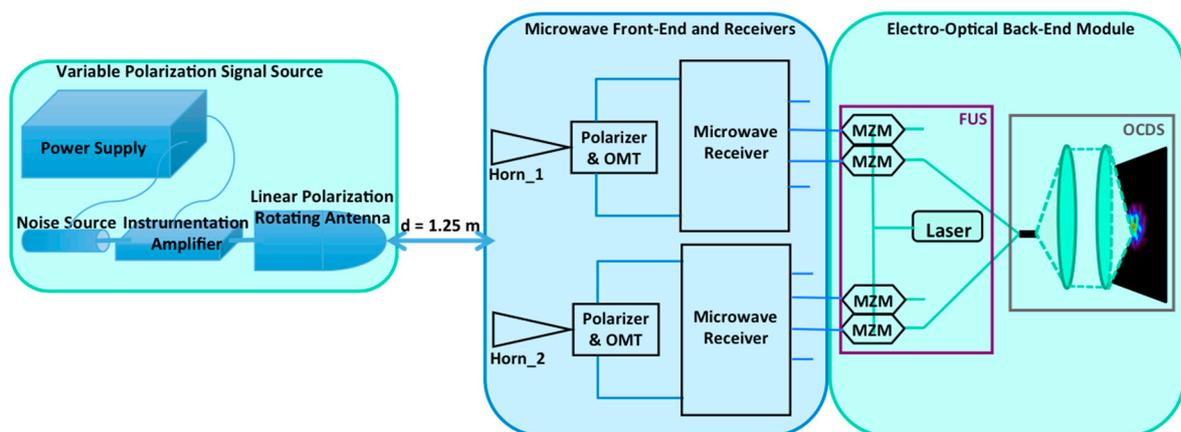 Variable Polarization Signal Source
Power Supply
Noise Source
Instrumentation
Amplifier
Linear Polarization
Rotating Antenna
d = 1.25 m
Microwave Front-End and Receivers
Horn_1
Polarizer
& OMT
Microwave
Receiver
Horn_2
Polarizer
& OMT
Microwave
Receiver
Electro-Optical Back-End Module
FUS
MZM
MZM
Laser
MZM
MZM
OCDS